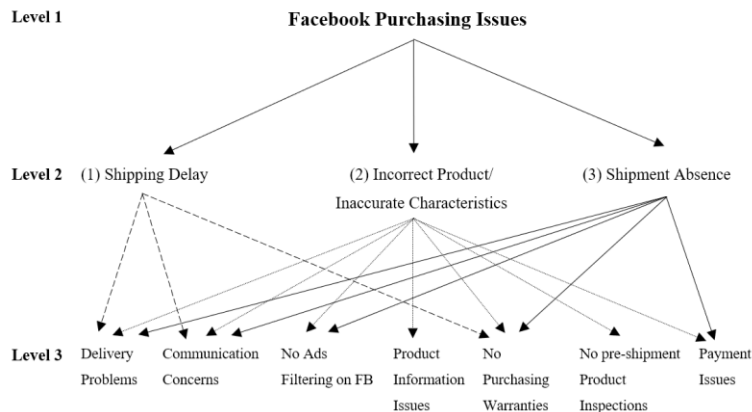 Level 1
Facebook Purchasing Issues
Level 2
(1) Shipping Delay
(2) Incorrect Product/
Inaccurate Characteristics
(3) Shipment Absence
Level 3
Delivery
Problems
Communication
Concerns
No Ads
Filtering on FB
Product
Information
Issues
No
Purchasing
Warranties
No pre-shipment
Product
Inspections
Payment
Issues